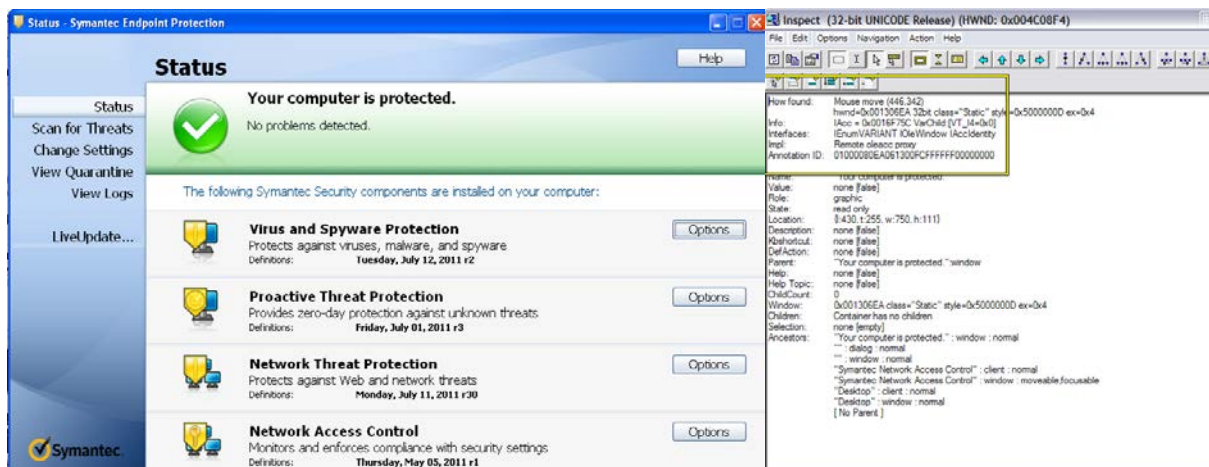 Status - Symantec Endpoint Protection
Status
Help
Status
Scan for Threats
Change Settings
View Quarantine
View Logs
LiveUpdate...
Symantec.
Your computer is protected.
No problems detected.
The following Symantec Security components are installed on your computer:
Virus and Spyware Protection
Protects against viruses, malware, and spyware
Definitions: Tuesday, July 12, 2011 r2
Options
Proactive Threat Protection
Provides zero-day protection against unknown threats
Definitions: Friday, July 01, 2011 r3
Options
Network Threat Protection
Protects against Web and network threats
Definitions: Monday, July 11, 2011 r30
Options
Network Access Control
Monitors and enforces compliance with security settings
Definitions: Thursday, May 05, 2011 r1
Options
Inspect (32-bit UNICODE Release) (HWND: 0x004C08F4)
File Edit Options Navigation Action Help
How found: Mouse move (446,342)
hwnd=0x001306EA 32bit class="Static" style=0x5000000D ex=0x4
Info: IAcc = 0x0016F75C VarChild [VT_I4=0x0]
Interfaces: IEnumVARIANT IOleWindow IAccIdentity
Impl: Remote oleacc proxy
Annotation ID: 01000080EA061300FCFFFFFF00000000
Name: "Your computer is protected."
Value: none [false]
Role: graphic
State: read only
Location: {l:430, t:255, w:750, h:111}
Description: none [false]
Kbshortcut: none [false]
DefAction: none [false]
Parent: "Your computer is protected.":window
Help: none [false]
Help Topic: none [false]
ChildCount: 0
Window: 0x001306EA class="Static" style=0x5000000D ex=0x4
Children: Container has no children
Selection: none [empty]
Ancestors: "Your computer is protected." : window : normal
"" : dialog : normal
"" : window : normal
"Symantec Network Access Control" : client : normal
"Symantec Network Access Control" : window : moveable,focusable
"Desktop" : client : normal
"Desktop" : window : normal
[ No Parent ]